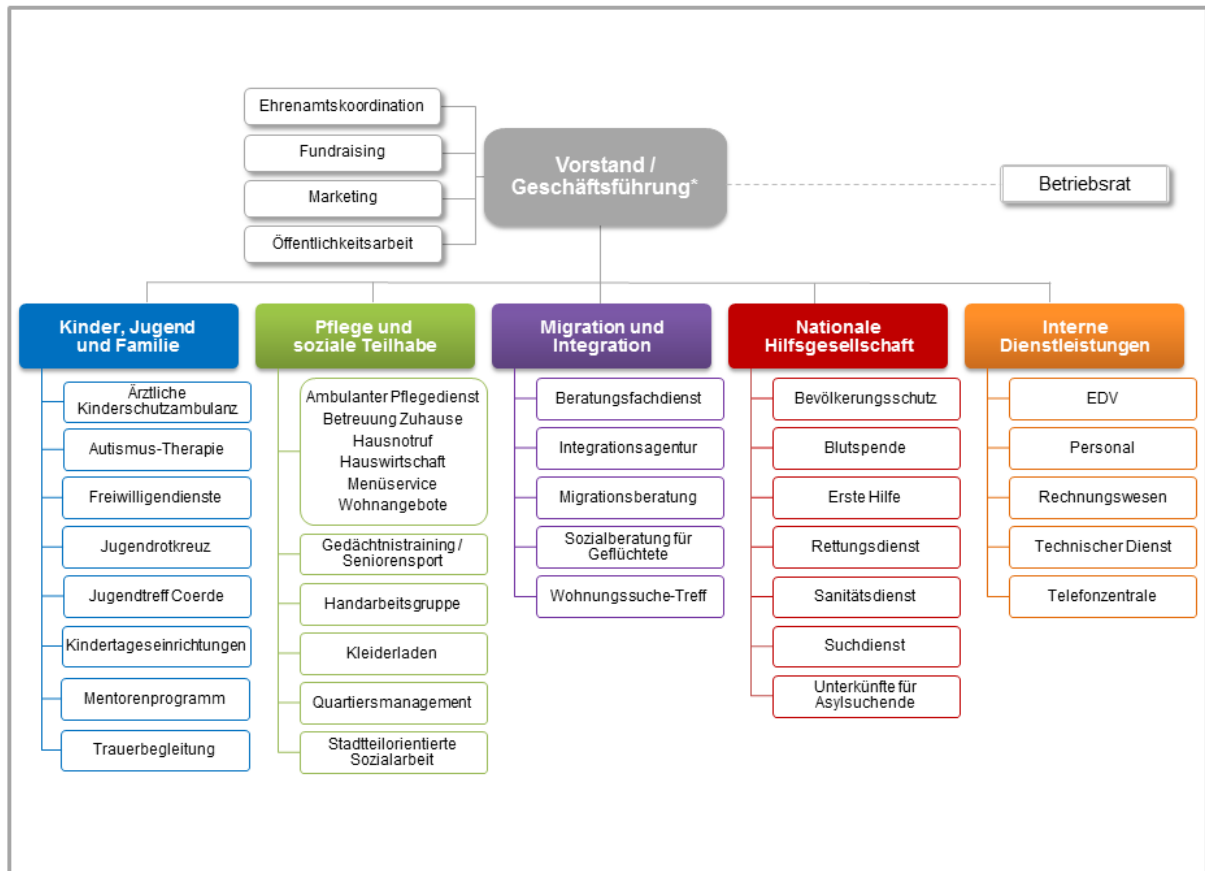 Ehrenamtskoordination
Fundraising
Marketing
Öffentlichkeitsarbeit
Vorstand /
Geschäftsführung*
Betriebsrat
Kinder, Jugend
und Familie
Ärztliche
Kinderschutzambulanz
Autismus-Therapie
Freiwilligendienste
Jugendrotkreuz
Jugendtreff Coerde
Kindertageseinrichtungen
Mentorenprogramm
Trauerbegleitung
Pflege und
soziale Teilhabe
Ambulanter Pflegedienst
Betreuung Zuhause
Hausnotruf
Hauswirtschaft
Menüservice
Wohnangebote
Gedächtnistraining /
Seniorensport
Handarbeitsgruppe
Kleiderladen
Quartiersmanagement
Stadtteilorientierte
Sozialarbeit
Migration und
Integration
Beratungsfachdienst
Integrationsagentur
Migrationsberatung
Sozialberatung für
Geflüchtete
Wohnungssuche-Treff
Nationale
Hilfsgesellschaft
Bevölkerungsschutz
Blutspende
Erste Hilfe
Rettungsdienst
Sanitätsdienst
Suchdienst
Unterkünfte für
Asylsuchende
Interne
Dienstleistungen
EDV
Personal
Rechnungswesen
Technischer Dienst
Telefonzentrale